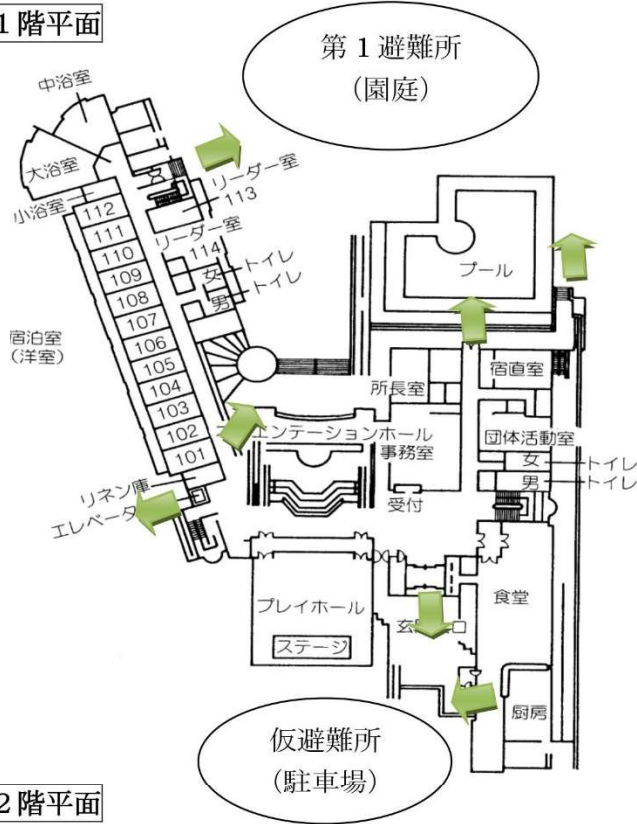 1階平面
第1避難所
(園庭)
中浴室
大浴室
小浴室
リーダー室
113
リーダー室
114
女
トイレ
男
トイレ
112
111
110
109
108
107
106
105
104
103
102
101
宿泊室
(洋室)
リネン庫
エレベータ
プール
宿直室
所長室
エンテーションホール
事務室
団体活動室
女
トイレ
男
トイレ
受付
プレイホール
ステージ
食堂
玄
口
厨房
仮避難所
(駐車場)
2階平面